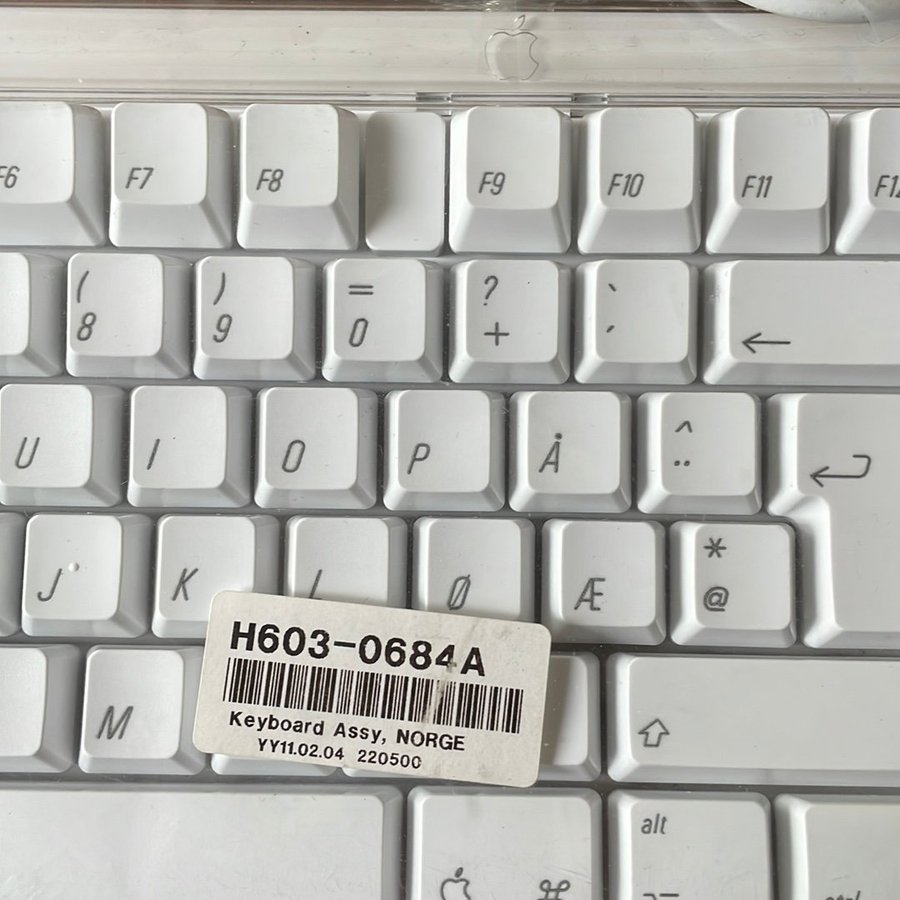 F6 F7 F8 F9 F10 F11 F12
( ) = ? `
8 9 0 + ´
U I O P Å ^
¨
J K L Ø Æ *
@
H603-0684A
Keyboard Assy, NORGE
YY11.02.04 220500
M
alt